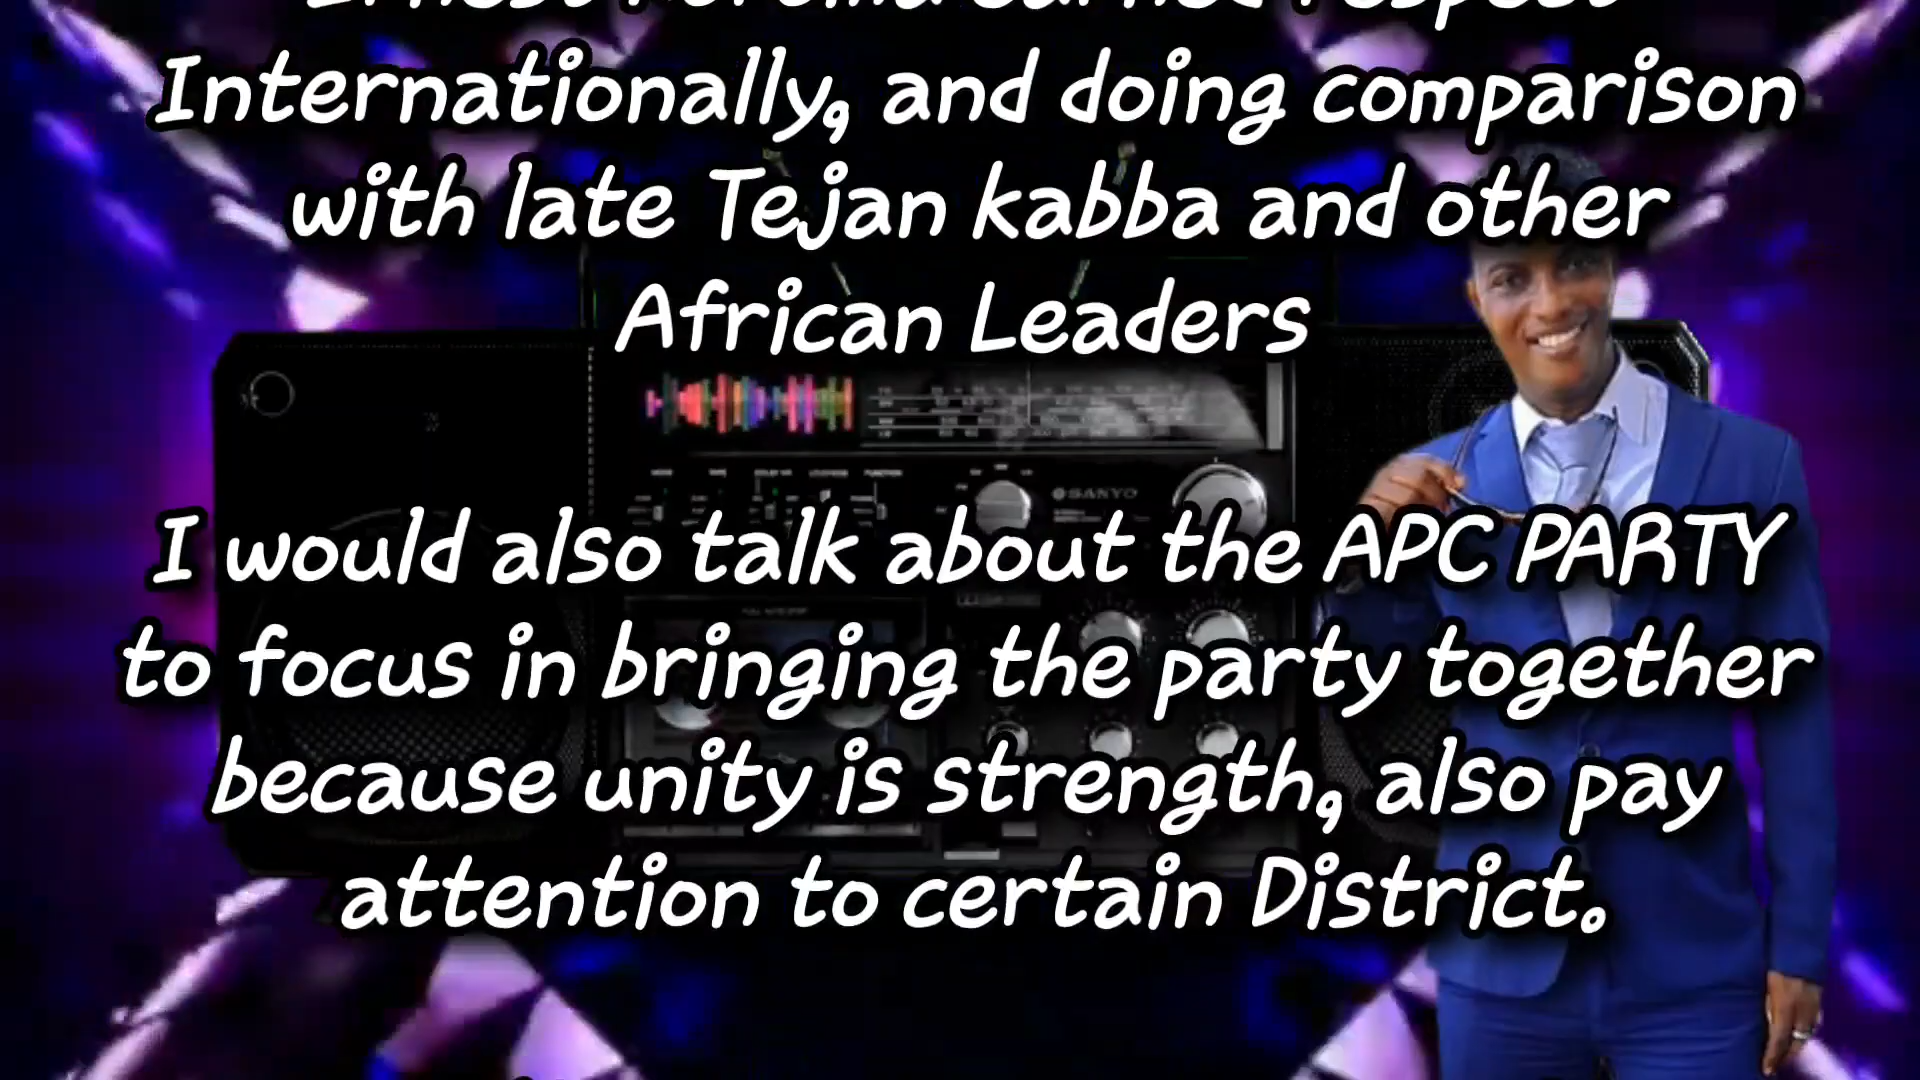 Internationally, and doing comparison
with late Tejan kabba and other
African Leaders
SANYO
I would also talk about the APC PARTY
to focus in bringing the party together
because unity is strength, also pay
attention to certain District.